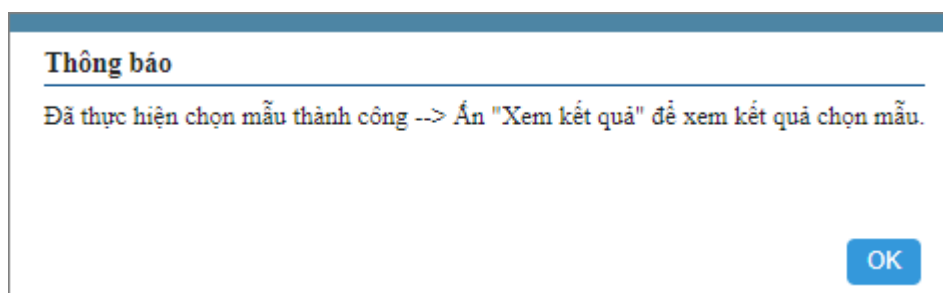 Thông báo
Đã thực hiện chọn mẫu thành công --> Ấn "Xem kết quả" để xem kết quả chọn mẫu.
OK